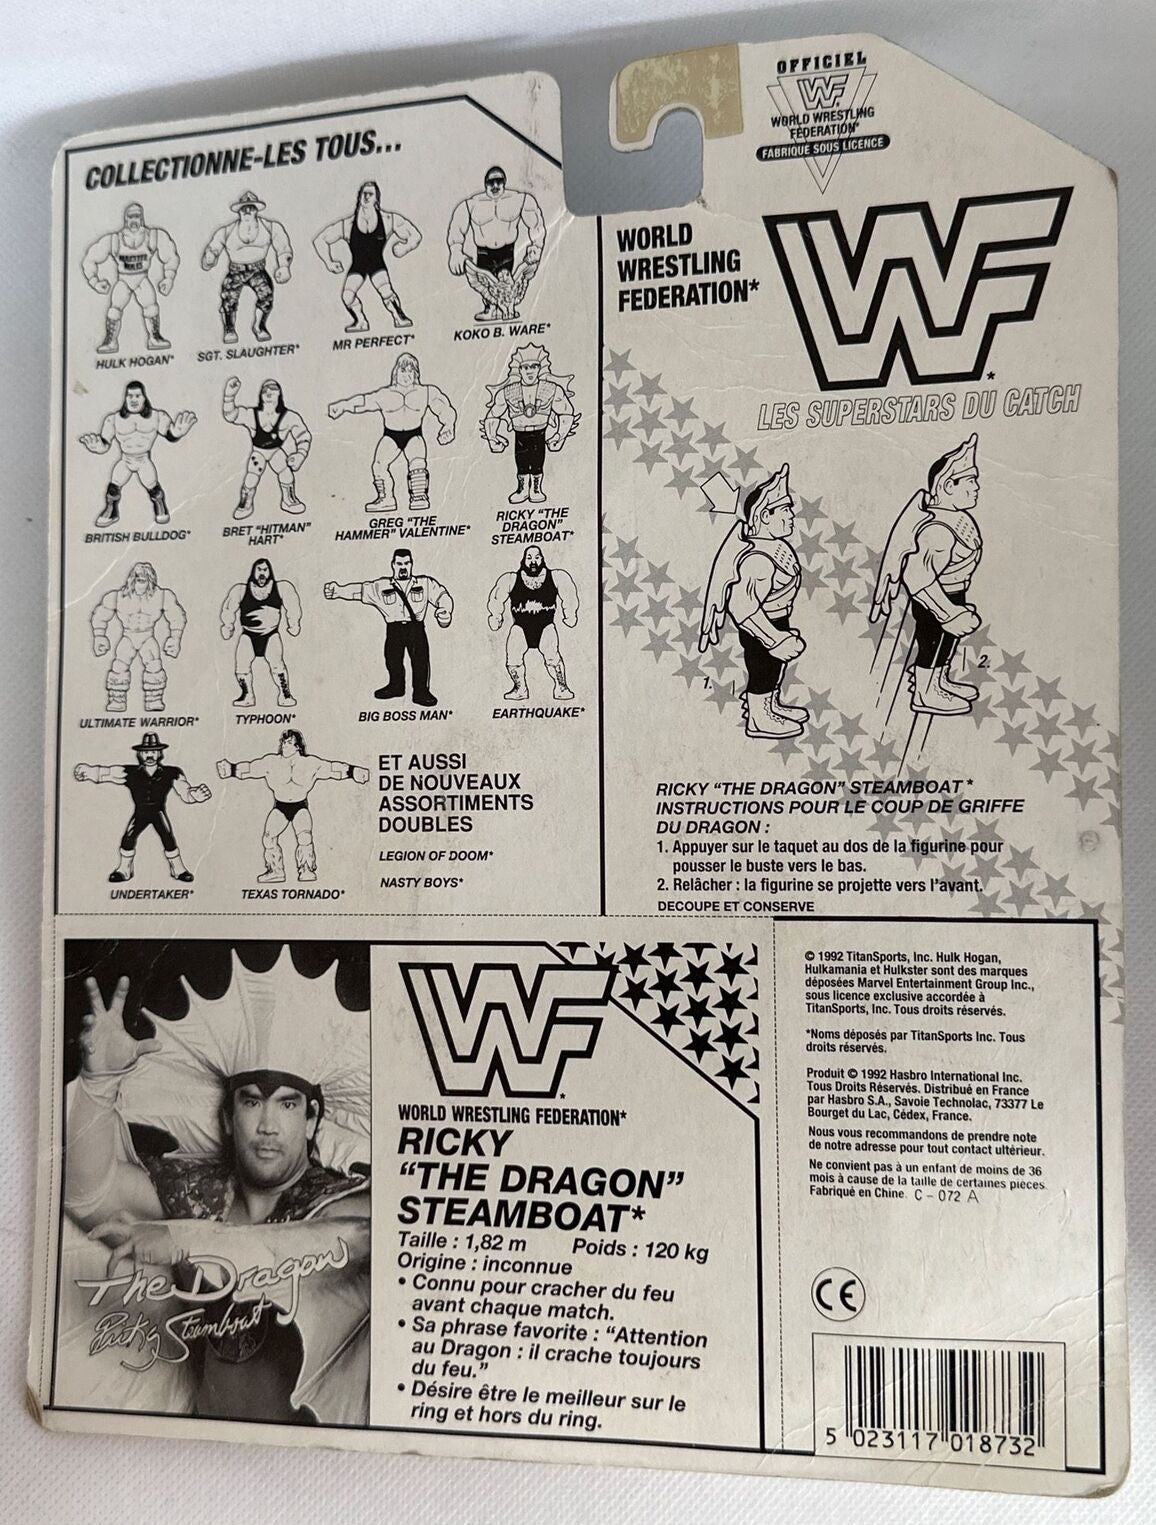 COLLECTIONNE-LES TOUS...
HULK HOGAN*
SGT. SLAUGHTER*
MR PERFECT*
KOKO B. WARE*
BRITISH BULLDOG*
BRET "HITMAN"
HART*
GREG "THE
HAMMER" VALENTINE*
RICKY "THE
DRAGON"
STEAMBOAT*
ULTIMATE WARRIOR*
TYPHOON*
BIG BOSS MAN*
EARTHQUAKE*
UNDERTAKER*
TEXAS TORNADO*
ET AUSSI
DE NOUVEAUX
ASSORTIMENTS
DOUBLES
LEGION OF DOOM*
NASTY BOYS*
OFFICIEL
WF
WORLD WRESTLING
FEDERATION*
FABRIQUE SOUS LICENCE
WORLD
WRESTLING
FEDERATION*
WF*
LES SUPERSTARS DU CATCH
1.
2.
RICKY "THE DRAGON" STEAMBOAT*
INSTRUCTIONS POUR LE COUP DE GRIFFE
DU DRAGON :
1. Appuyer sur le taquet au dos de la figurine pour
pousser le buste vers le bas.
2. Relâcher : la figurine se projette vers l'avant.
DECOUPE ET CONSERVE
The Dragon
Ricky Steamboat
WF*
WORLD WRESTLING FEDERATION*
RICKY
"THE DRAGON"
STEAMBOAT*
Taille : 1,82 m Poids : 120 kg
Origine : inconnue
• Connu pour cracher du feu
avant chaque match.
• Sa phrase favorite : "Attention
au Dragon : il crache toujours
du feu."
• Désire être le meilleur sur le
ring et hors du ring.
© 1992 TitanSports, Inc. Hulk Hogan,
Hulkamania et Hulkster sont des marques
déposées Marvel Entertainment Group Inc.,
sous licence exclusive accordée à
TitanSports, Inc. Tous droits réservés.
*Noms déposés par TitanSports Inc. Tous
droits réservés.
Produit © 1992 Hasbro International Inc.
Tous Droits Réservés. Distribué en France
par Hasbro S.A., Savoie Technolac, 73377 Le
Bourget du Lac, Cédex, France.
Nous vous recommandons de prendre note
de notre adresse pour tout contact ultérieur.
Ne convient pas à un enfant de moins de 36
mois à cause de la taille de certaines pièces.
Fabriqué en Chine. C-072 A
CE
5 023117 018732